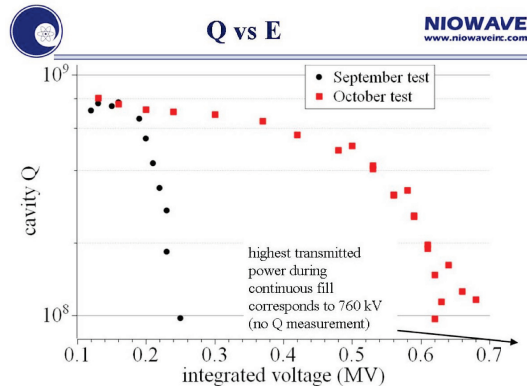 Q vs E
NIOWAVE
www.niowaveinc.com
10⁹
September test
October test
cavity Q
highest transmitted
power during
continuous fill
corresponds to 760 kV
(no Q measurement)
10⁸
0.1 0.2 0.3 0.4 0.5 0.6 0.7
integrated voltage (MV)